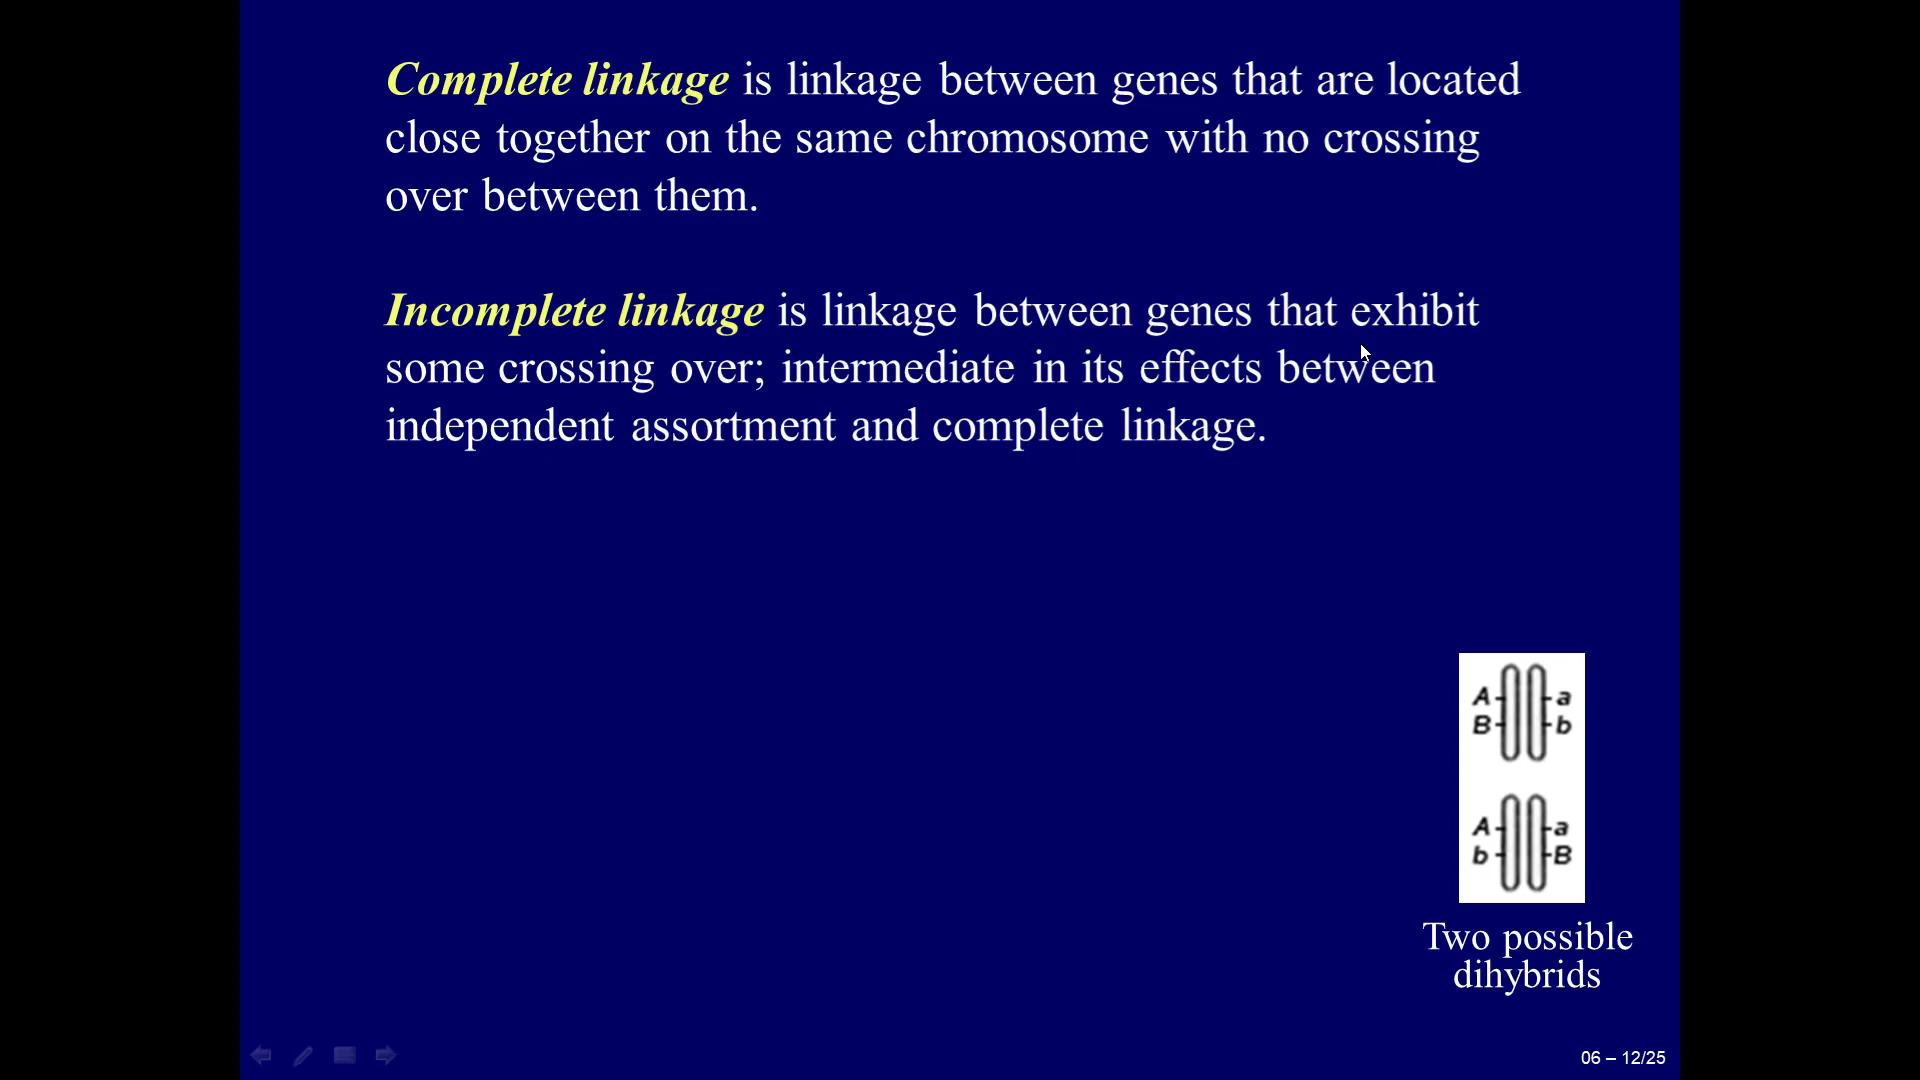 Complete linkage is linkage between genes that are located
close together on the same chromosome with no crossing
over between them.
Incomplete linkage is linkage between genes that exhibit
some crossing over; intermediate in its effects between
independent assortment and complete linkage.
A a
B b
A a
b B
Two possible
dihybrids
06 – 12/25